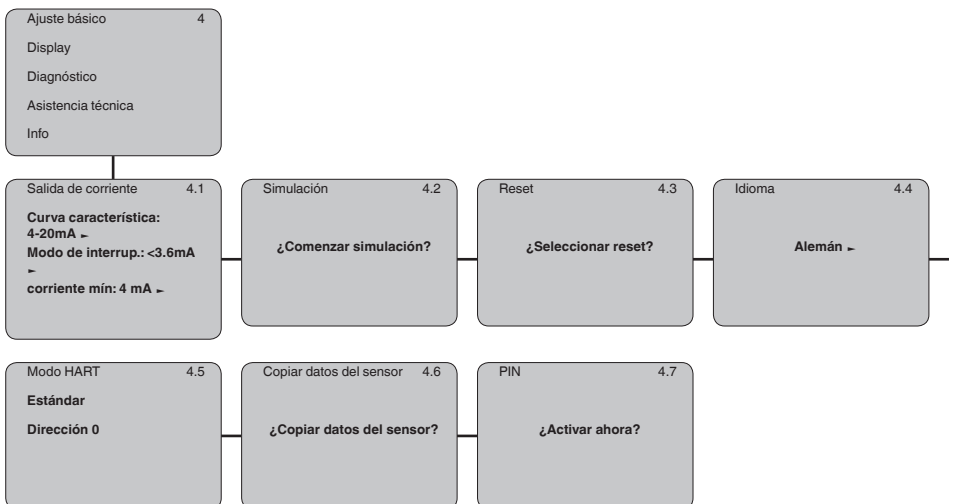 Ajuste básico 4
Display
Diagnóstico
Asistencia técnica
Info
Salida de corriente 4.1
Curva característica:
4-20mA ►
Modo de interrup.: <3.6mA
►
corriente mín: 4 mA ►
Simulación 4.2
¿Comenzar simulación?
Reset 4.3
¿Seleccionar reset?
Idioma 4.4
Alemán ►
Modo HART 4.5
Estándar
Dirección 0
Copiar datos del sensor 4.6
¿Copiar datos del sensor?
PIN 4.7
¿Activar ahora?